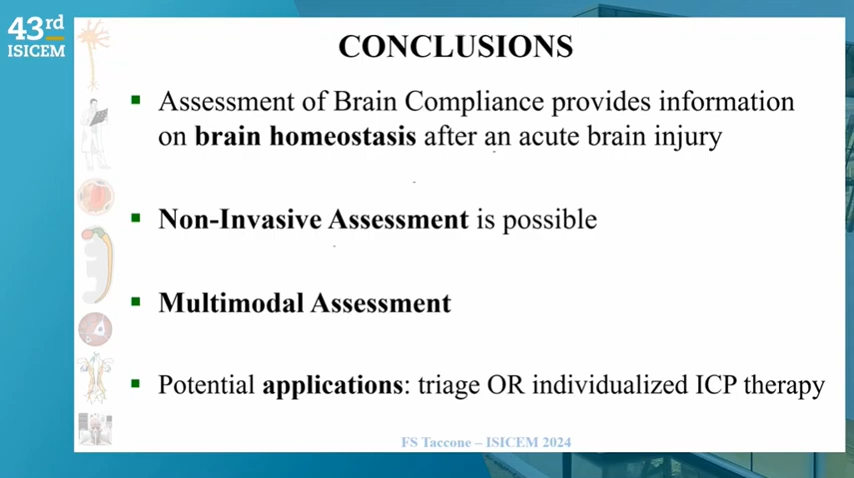 43rd
ISICEM
CONCLUSIONS
▪ Assessment of Brain Compliance provides information
on brain homeostasis after an acute brain injury
▪ Non-Invasive Assessment is possible
▪ Multimodal Assessment
▪ Potential applications: triage OR individualized ICP therapy
FS Taccone – ISICEM 2024